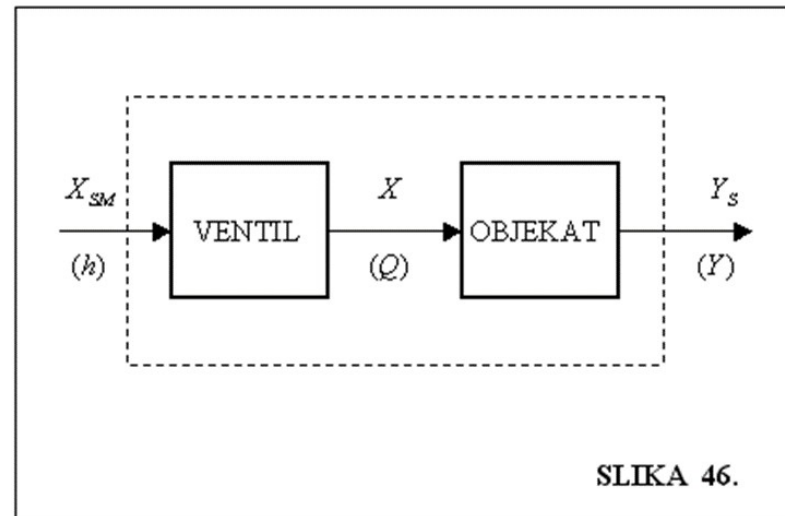 X_SM X Y_S
VENTIL OBJEKAT
(h) (Q) (Y)
SLIKA 46.